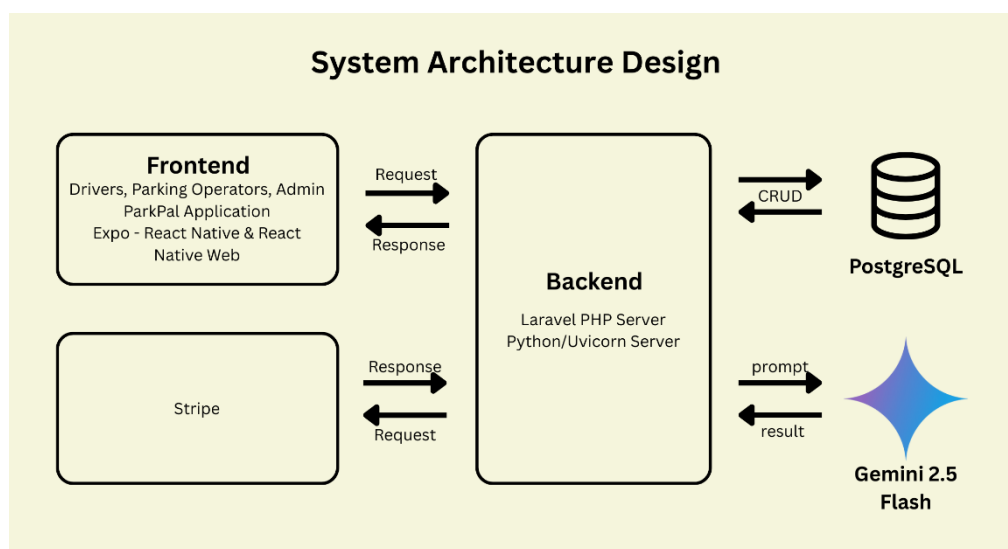 System Architecture Design
Frontend
Drivers, Parking Operators, Admin
ParkPal Application
Expo - React Native & React
Native Web
Request
Response
Stripe
Response
Request
Backend
Laravel PHP Server
Python/Uvicorn Server
CRUD
PostgreSQL
prompt
result
Gemini 2.5
Flash